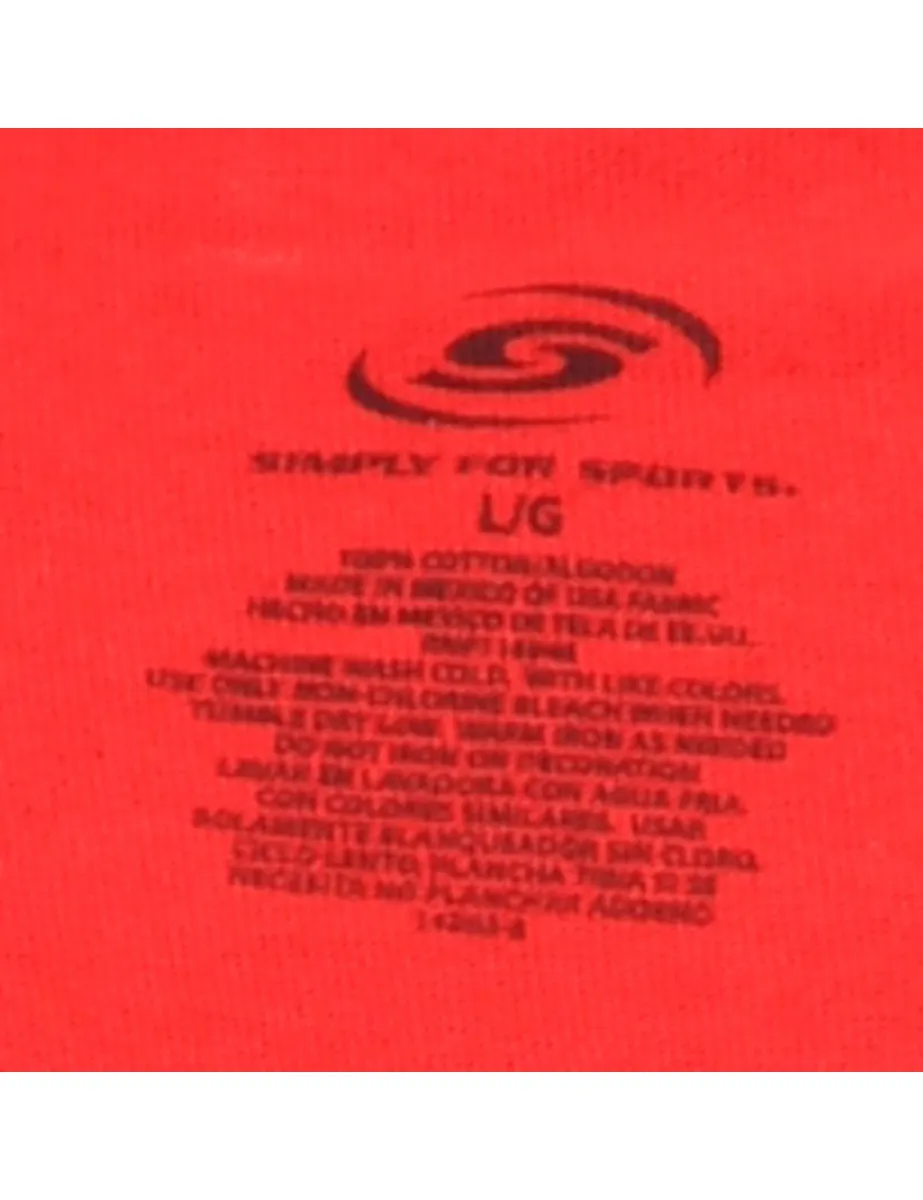 SIMPLY FOR SPORTS.
L/G
100% COTTON/ALGODON
MADE IN MEXICO OF USA FABRIC
HECHO EN MEXICO DE TELA DE EE.UU.
MACHINE WASH COLD, WITH LIKE COLORS.
USE ONLY NON-CHLORINE BLEACH WHEN NEEDED
TUMBLE DRY LOW, WARM IRON AS NEEDED
DO NOT IRON ON DECORATION.
LAVAR EN LAVADORA CON AGUA FRIA.
CON COLORES SIMILARES. USAR
SOLAMENTE BLANQUEADOR SIN CLORO.
CICLO LENTO, PLANCHA TIBIA SI SE
NECESITA NO PLANCHAR ADORNO